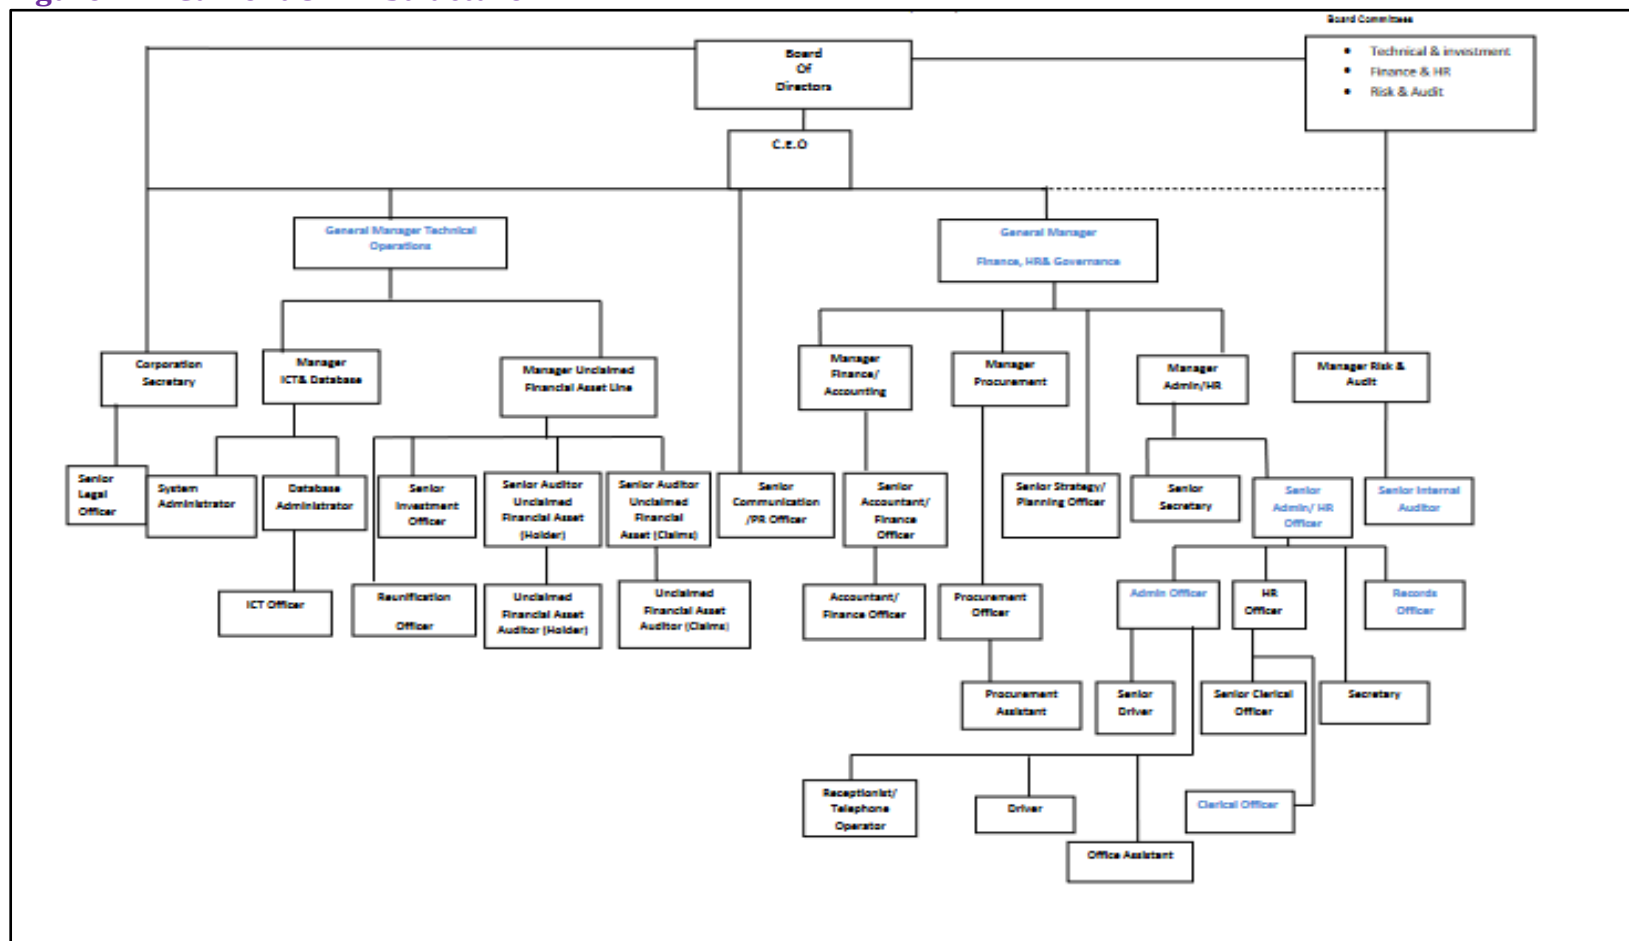 Board Committees
Board
Of
Directors
• Technical & investment
• Finance & HR
• Risk & Audit
C.E.O
General Manager Technical
Operations
General Manager
Finance, HR& Governance
Corporation
Secretary
Manager
ICT& Database
Manager Unclaimed
Financial Asset Line
Manager
Finance/
Accounting
Manager
Procurement
Manager
Admin/HR
Manager Risk &
Audit
Senior
Legal
Officer
System
Administrator
Database
Administrator
Senior
Investment
Officer
Senior Auditor
Unclaimed
Financial Asset
(Holder)
Senior Auditor
Unclaimed
Financial
Asset (Claims)
Senior
Communication
/PR Officer
Senior
Accountant/
Finance
Officer
Senior Strategy/
Planning Officer
Senior
Secretary
Senior
Admin/ HR
Officer
Senior Internal
Auditor
ICT Officer
Reunification
Officer
Unclaimed
Financial Asset
Auditor (Holder)
Unclaimed
Financial Asset
Auditor (Claims)
Accountant/
Finance Officer
Procurement
Officer
Admin Officer
HR
Officer
Records
Officer
Procurement
Assistant
Senior
Driver
Senior Clerical
Officer
Secretary
Receptionist/
Telephone
Operator
Driver
Clerical Officer
Office Assistant